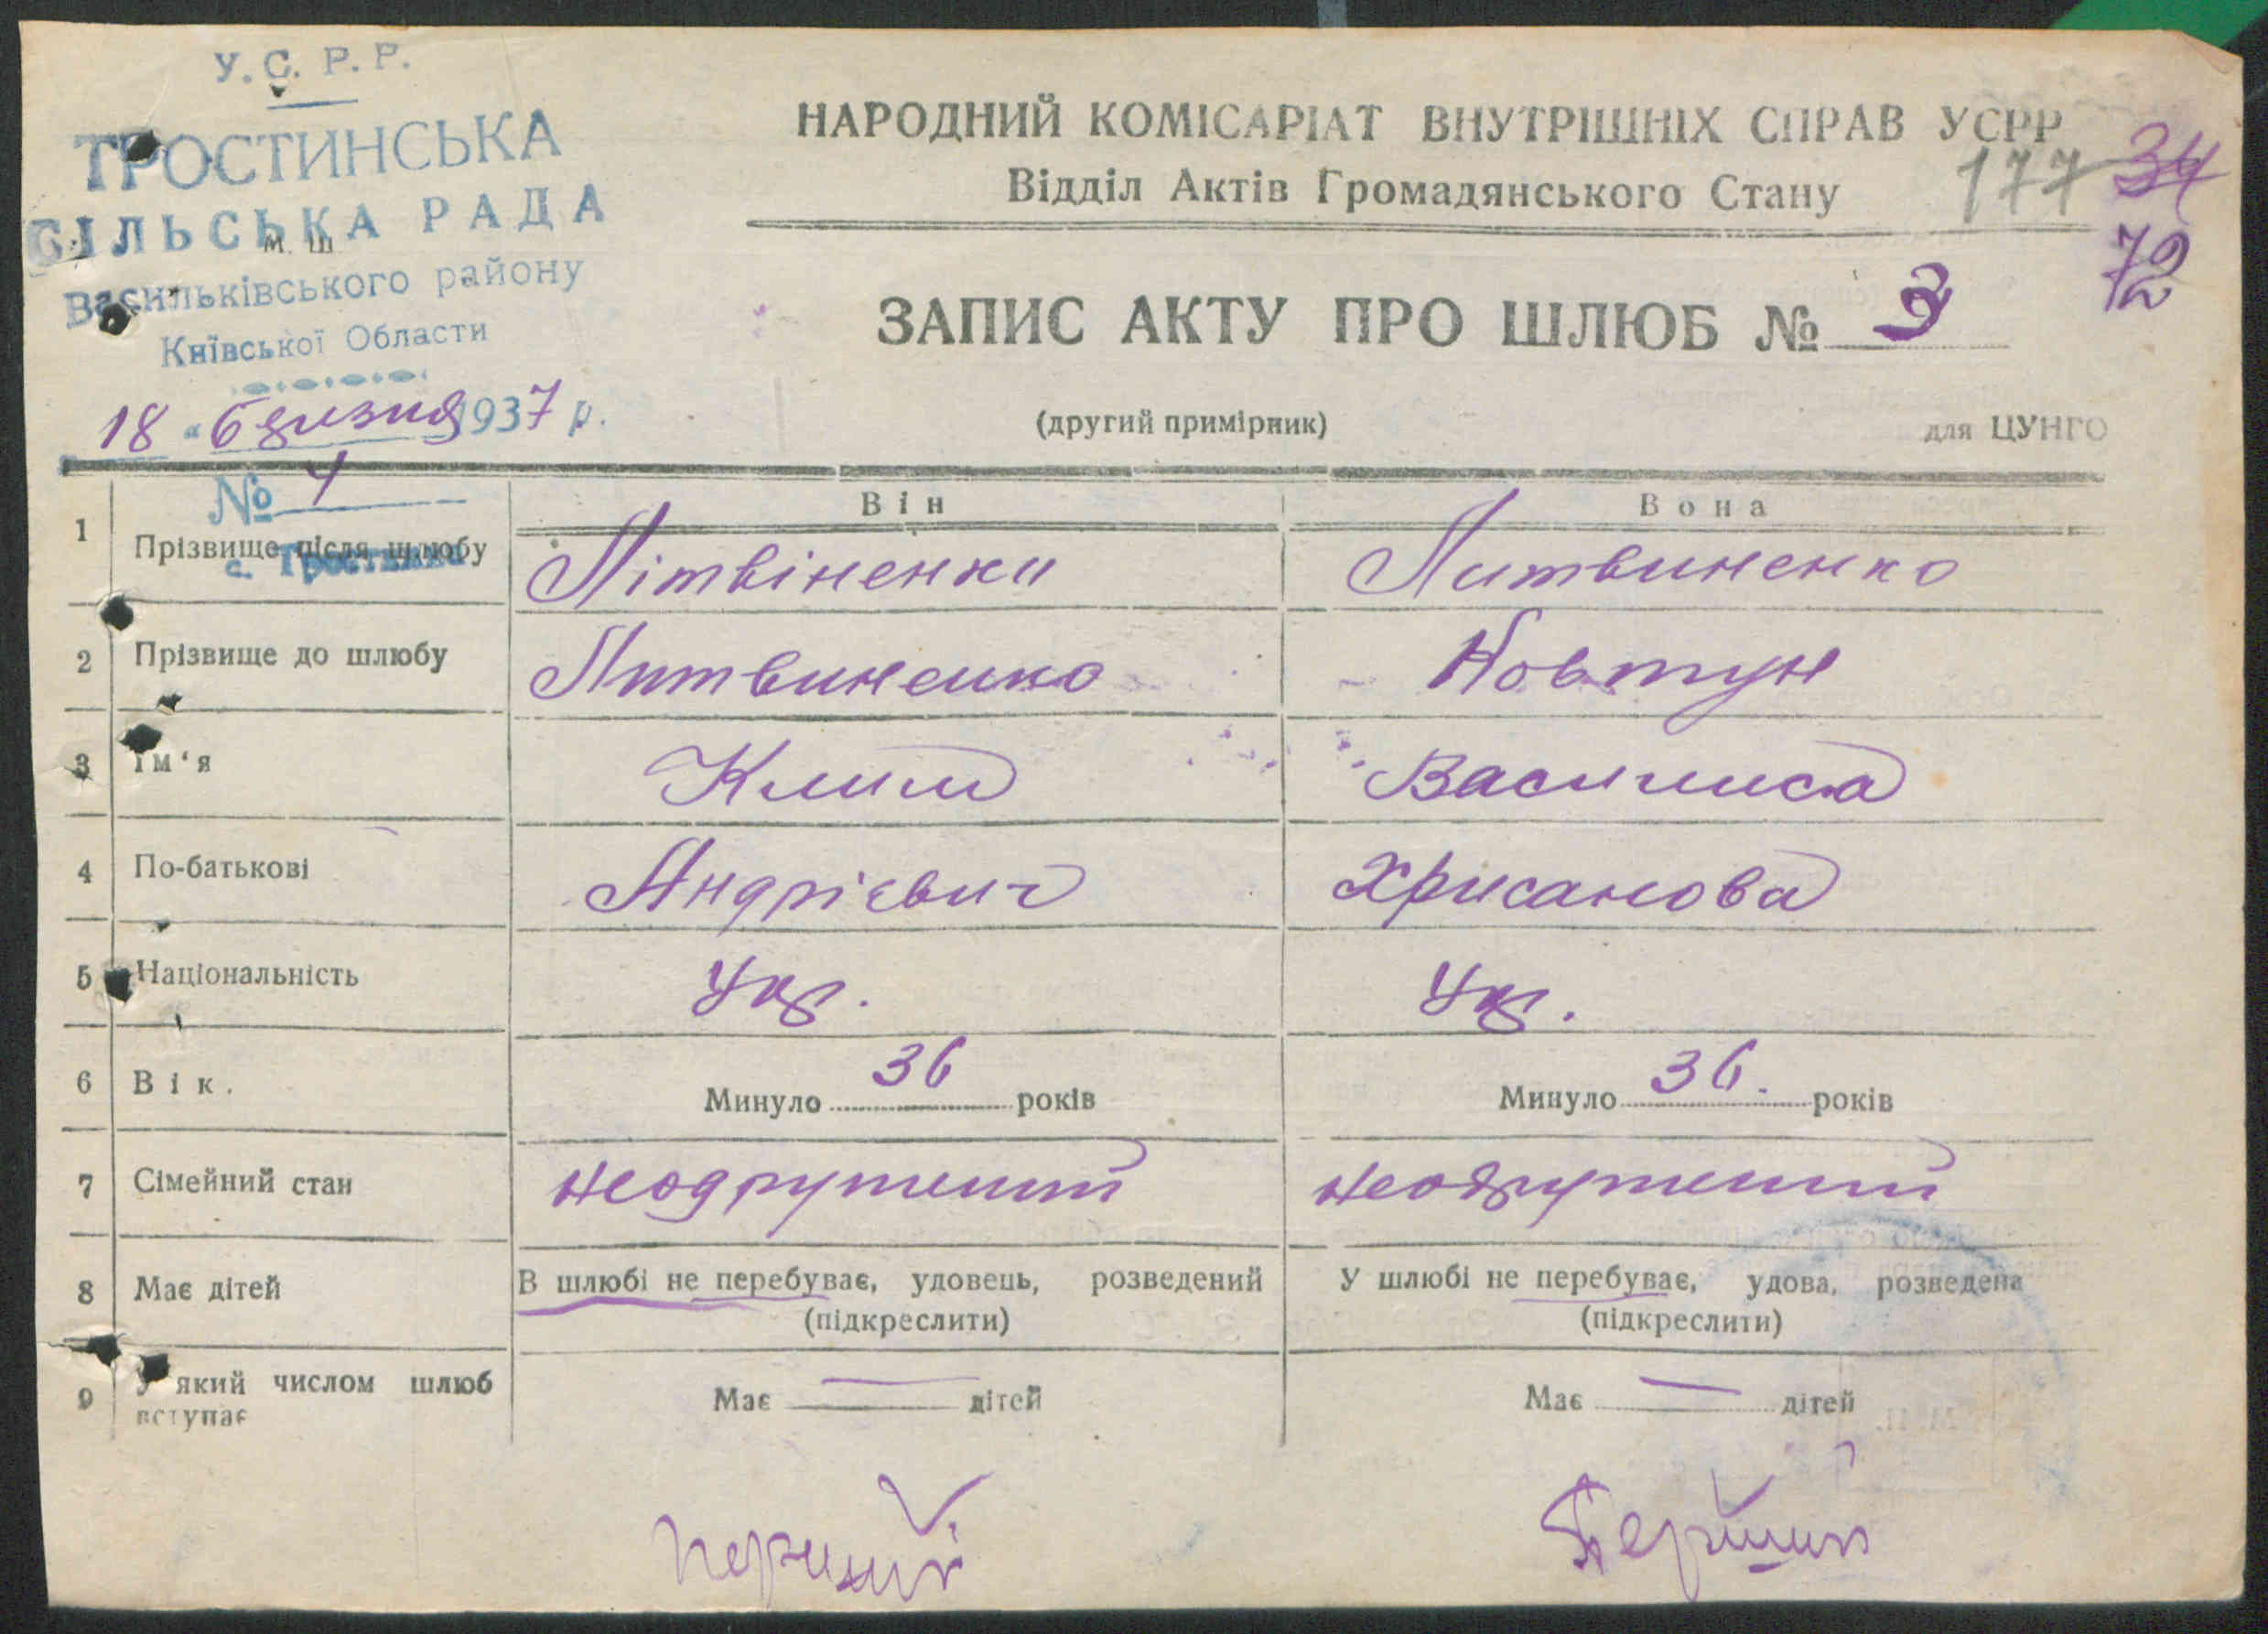 У.С.Р.Р.
ТРОСТИНСЬКА
СІЛЬСЬКА РАДА
м. ш
Васильківського району
Київської Области
18 " березня 1937 р.
№ 4
с. Тростинка
НАРОДНИЙ КОМІСАРІАТ ВНУТРІШНІХ СПРАВ УСРР
Відділ Актів Громадянського Стану
177 34
72
ЗАПИС АКТУ ПРО ШЛЮБ № 3
(другий примірник) для ЦУНГО
Він Вона
1 Прізвище після шлюбу Літвіненко Литвиненко
2 Прізвище до шлюбу Литвиненко Ковтун
3 Ім'я Клим Василиса
4 По-батькові Андрієвич Хрисанова
5 Національність Укр. Укр.
6 Вік. Минуло 36 років Минуло 36. років
7 Сімейний стан неодружений неодружений
8 Має дітей В шлюбі не перебуває, удовець, розведений У шлюбі не перебуває, удова, розведена
(підкреслити) (підкреслити)
9 У який числом шлюб вступає Має — дітей Має — дітей
перший Перший